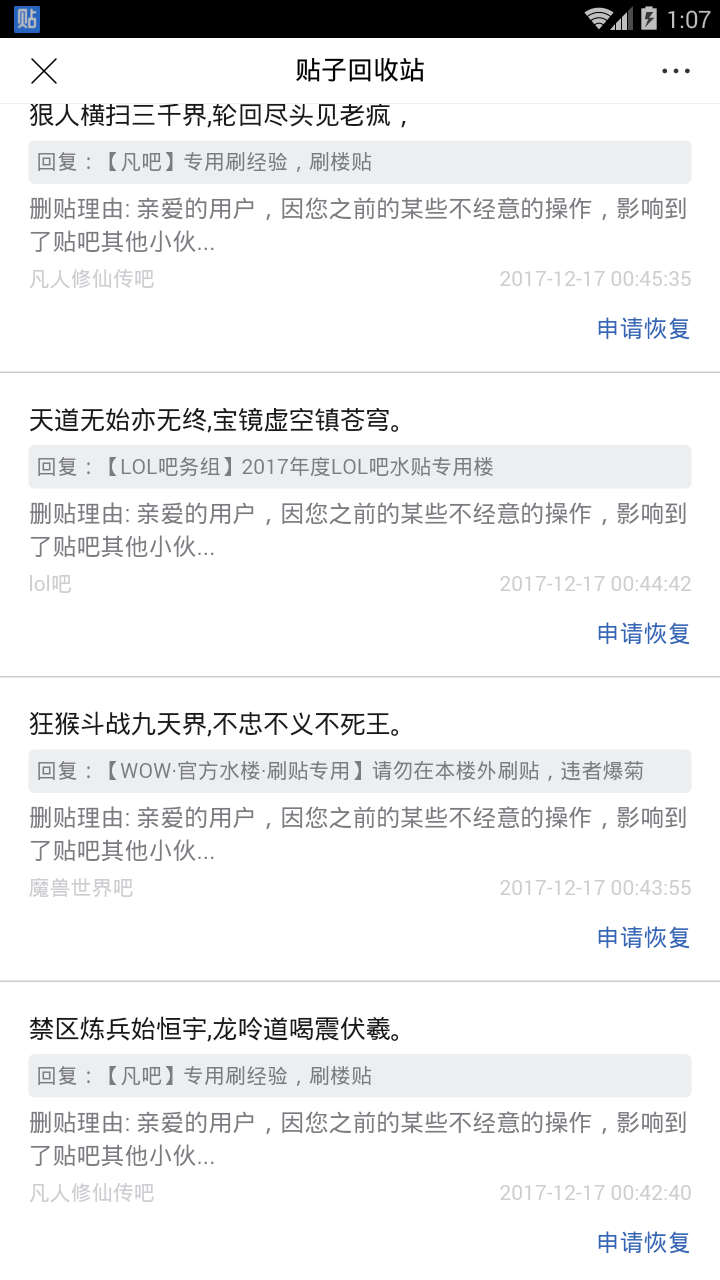 贴 1:07
贴子回收站
狠人横扫三千界,轮回尽头见老疯，
回复：【凡吧】专用刷经验，刷楼贴
删贴理由: 亲爱的用户，因您之前的某些不经意的操作，影响到
了贴吧其他小伙...
凡人修仙传吧 2017-12-17 00:45:35
申请恢复
天道无始亦无终,宝镜虚空镇苍穹。
回复：【LOL吧务组】2017年度LOL吧水贴专用楼
删贴理由: 亲爱的用户，因您之前的某些不经意的操作，影响到
了贴吧其他小伙...
lol吧 2017-12-17 00:44:42
申请恢复
狂猴斗战九天界,不忠不义不死王。
回复：【WOW·官方水楼·刷贴专用】请勿在本楼外刷贴，违者爆菊
删贴理由: 亲爱的用户，因您之前的某些不经意的操作，影响到
了贴吧其他小伙...
魔兽世界吧 2017-12-17 00:43:55
申请恢复
禁区炼兵始恒宇,龙呤道喝震伏羲。
回复：【凡吧】专用刷经验，刷楼贴
删贴理由: 亲爱的用户，因您之前的某些不经意的操作，影响到
了贴吧其他小伙...
凡人修仙传吧 2017-12-17 00:42:40
申请恢复